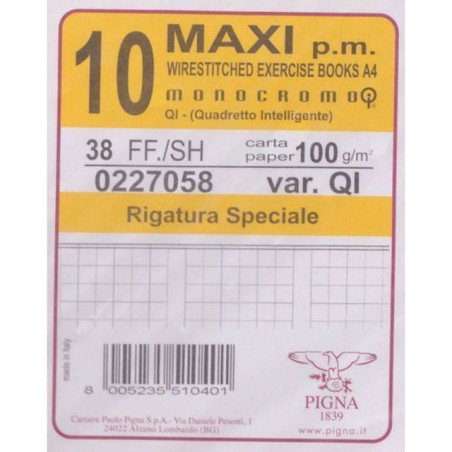 10 MAXI p.m.
WIRESTITCHED EXERCISE BOOKS A4
MONOCROMO QI
QI - (Quadretto Intelligente)
38 FF./SH carta paper 100 g/m²
0227058 var. QI
Rigatura Speciale
made in Italy
8 005235 510401
PIGNA
1839
Cartiere Paolo Pigna S.p.A.- Via Daniele Pesenti, 1
24022 Alzano Lombardo (BG)
www.pigna.it